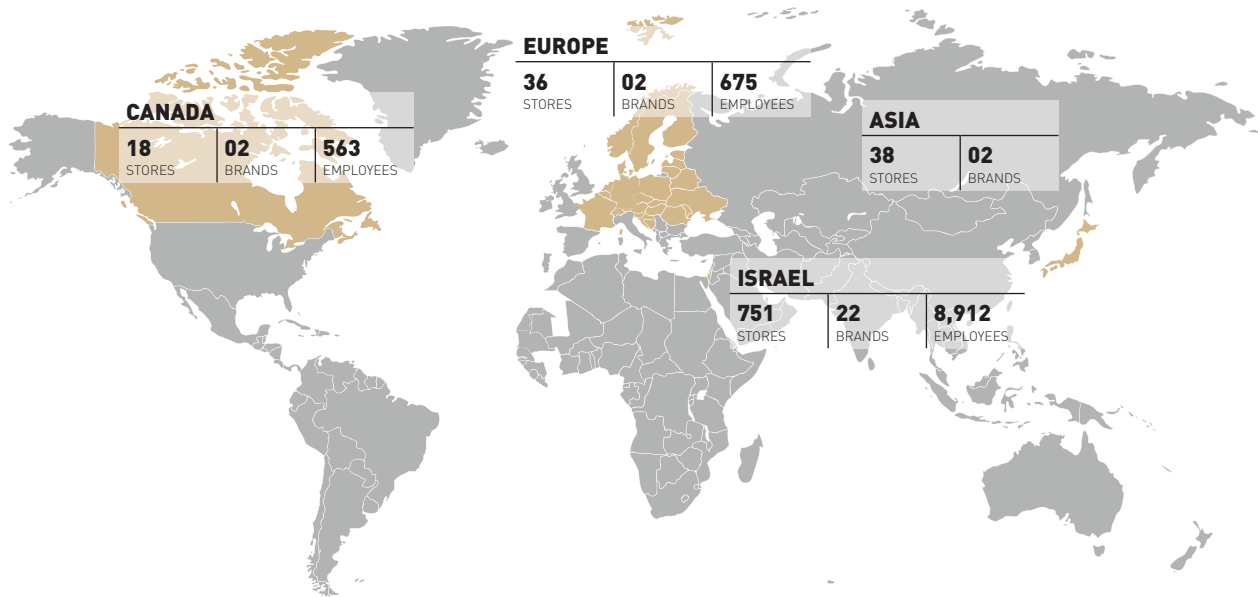 EUROPE
36 02 675
STORES BRANDS EMPLOYEES
CANADA
18 02 563
STORES BRANDS EMPLOYEES
ASIA
38 02
STORES BRANDS
ISRAEL
751 22 8,912
STORES BRANDS EMPLOYEES